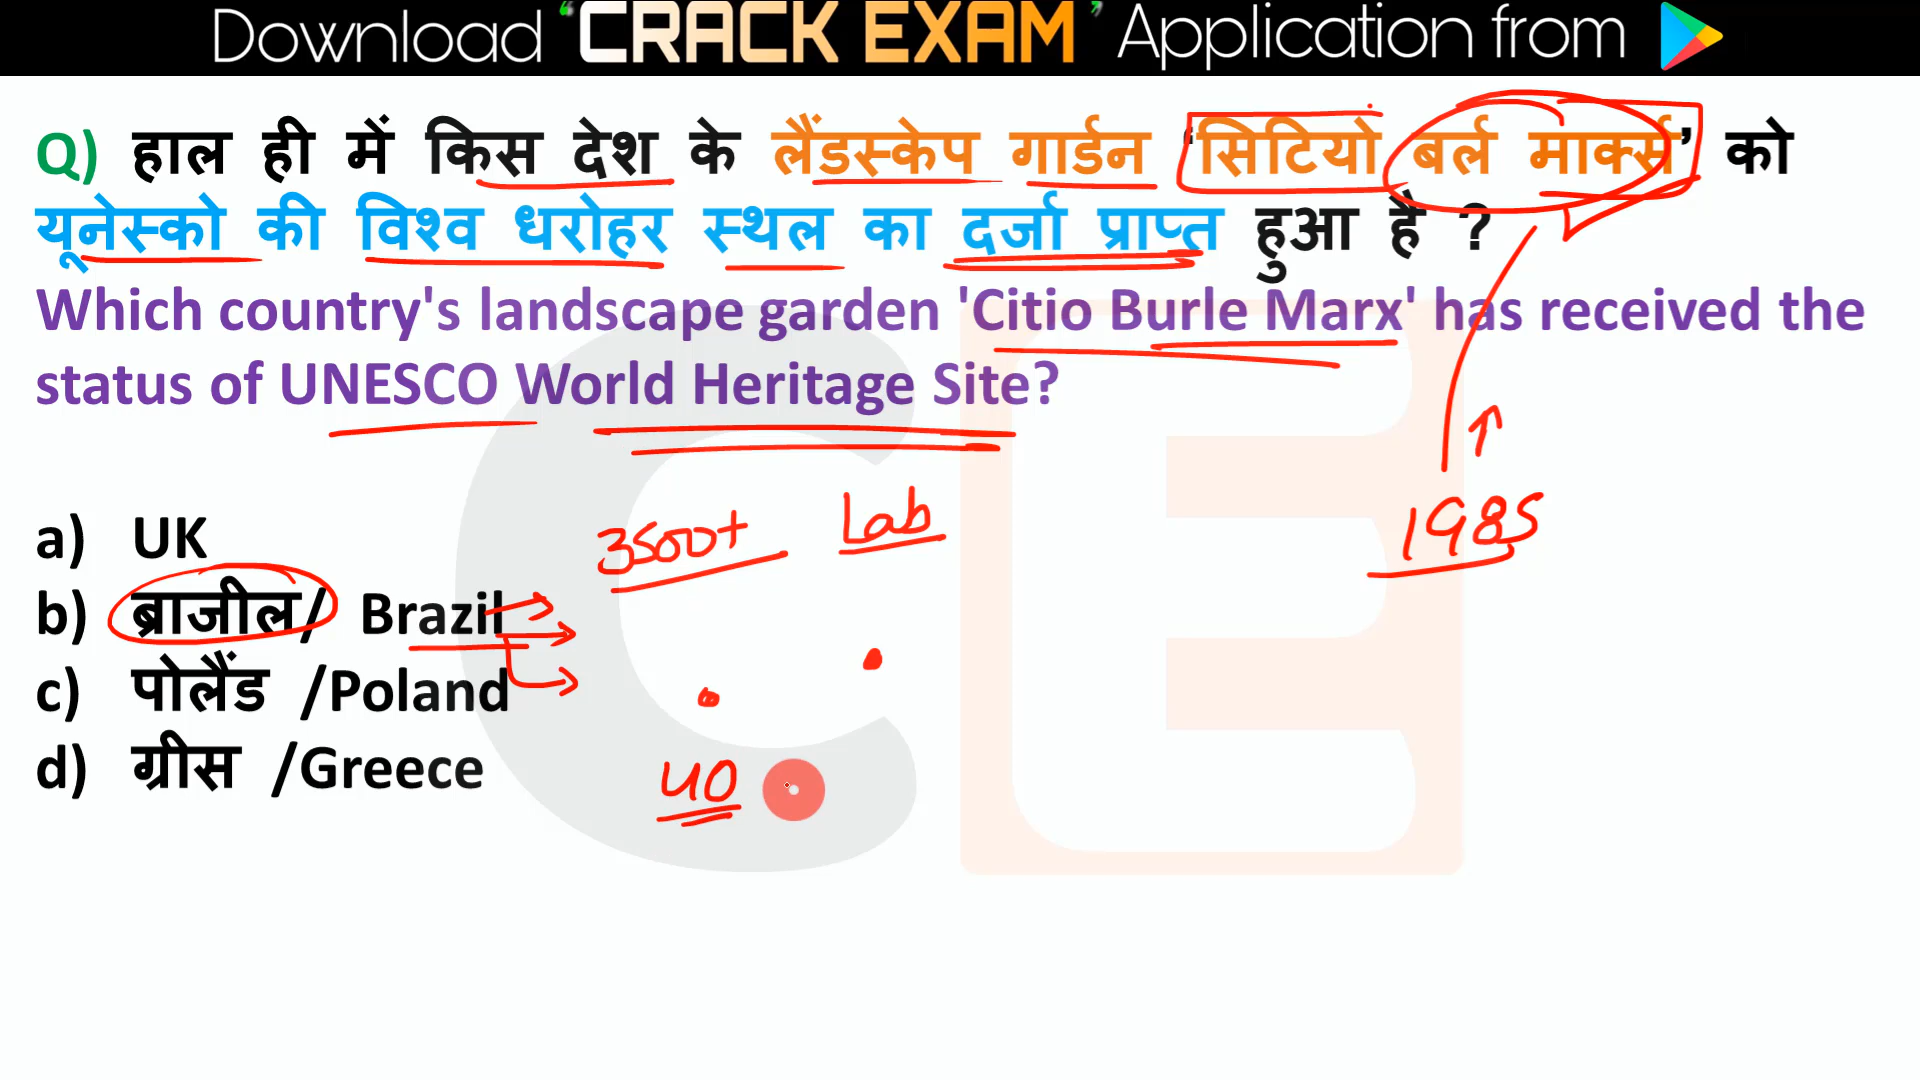 Download 'CRACK EXAM' Application from
Q) हाल ही में किस देश के लैंडस्केप गार्डन 'सिटियो बर्ल मार्क्स' को
यूनेस्को की विश्व धरोहर स्थल का दर्जा प्राप्त हुआ है ?
Which country's landscape garden 'Citio Burle Marx' has received the
status of UNESCO World Heritage Site?
3500+ Lab 1985
a) UK
b) ब्राजील/ Brazil
c) पोलैंड /Poland
d) ग्रीस /Greece
40
CE